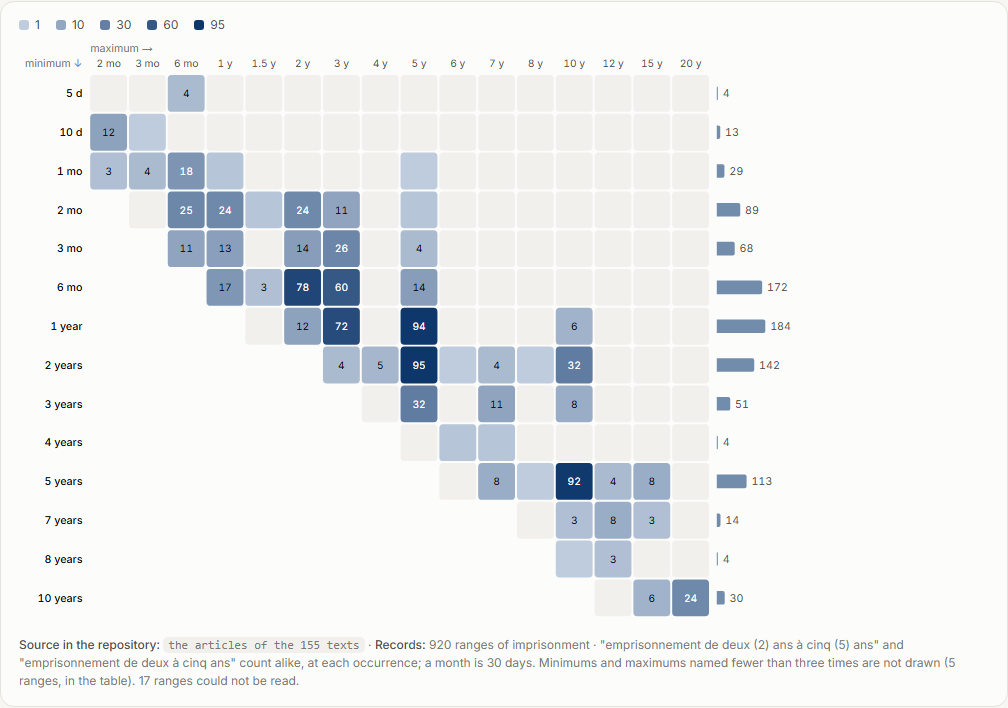 1 10 30 60 95
maximum →
minimum ↓ 2 mo 3 mo 6 mo 1 y 1.5 y 2 y 3 y 4 y 5 y 6 y 7 y 8 y 10 y 12 y 15 y 20 y
5 d 4 4
10 d 12 13
1 mo 3 4 18 29
2 mo 25 24 24 11 89
3 mo 11 13 14 26 4 68
6 mo 17 3 78 60 14 172
1 year 12 72 94 6 184
2 years 4 5 95 4 32 142
3 years 32 11 8 51
4 years 4
5 years 8 92 4 8 113
7 years 3 8 3 14
8 years 3 4
10 years 6 24 30
Source in the repository: the articles of the 155 texts · Records: 920 ranges of imprisonment · "emprisonnement de deux (2) ans à cinq (5) ans" and
"emprisonnement de deux à cinq ans" count alike, at each occurrence; a month is 30 days. Minimums and maximums named fewer than three times are not drawn (5
ranges, in the table). 17 ranges could not be read.